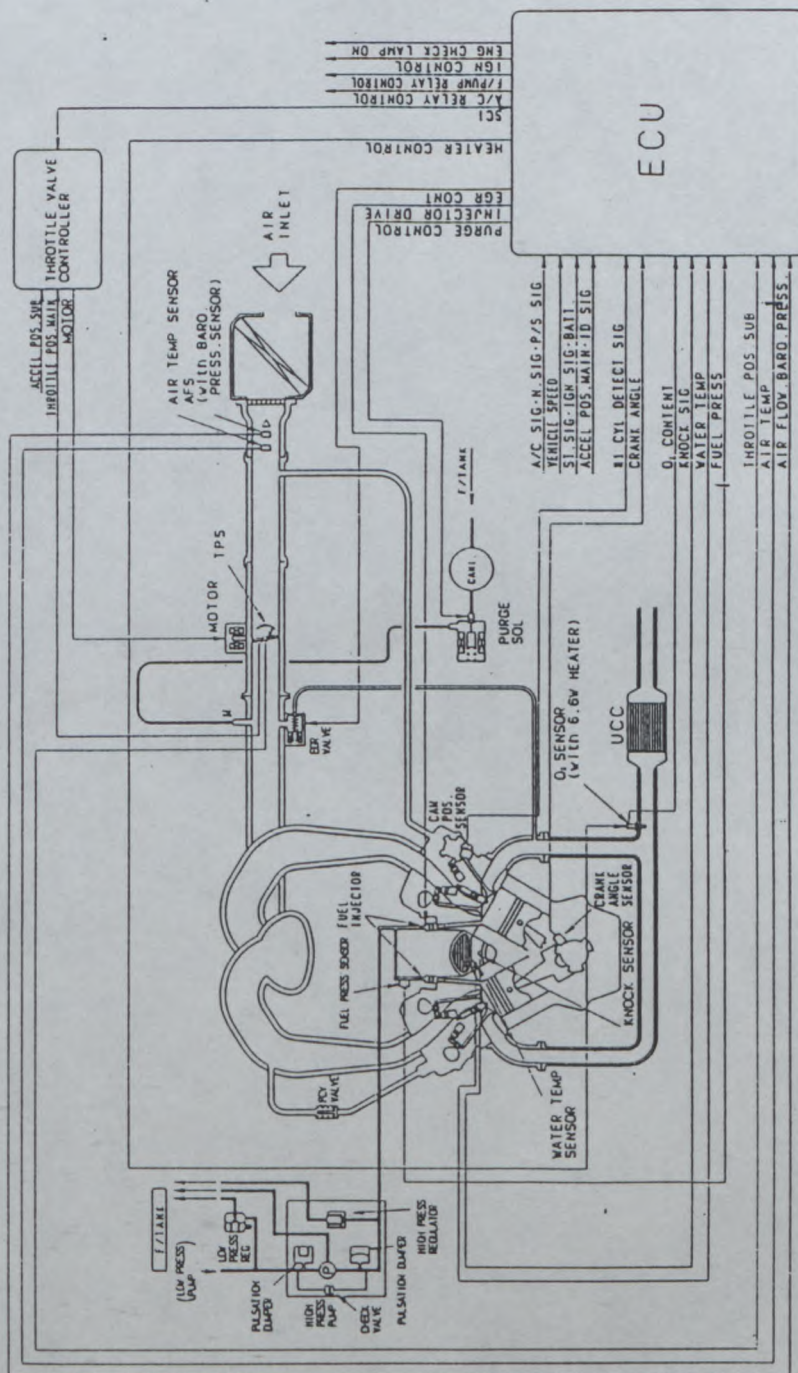 ENG CHECK LAMP ON
IGN CONTROL
F/PUMP RELAY CONTROL
A/C RELAY CONTROL
SCI
HEATER CONTROL
EGR CONT
INJECTOR DRIVE
PURGE CONTROL
ECU
THROTTLE VALVE
CONTROLLER
ACCEL POS.SUB
THROTTLE POS.MAIN
MOTOR
AIR
INLET
AIR TEMP SENSOR
AFS
(with BARO.
PRESS.SENSOR)
MOTOR
TPS
A/C SIG·N.SIG·P/S SIG
VEHICLE SPEED
ST.SIG·IGN SIG·BATT.
ACCEL POS.MAIN·ID SIG
#1 CYL DETECT SIG
CRANK ANGLE
O₂ CONTENT
KNOCK SIG
WATER TEMP
FUEL PRESS
THROTTLE POS.SUB
AIR TEMP
AIR FLOW.BARO.PRESS.
F/TANK
CANI.
PURGE
SOL
EGR
VALVE
O₂ SENSOR
(with 6.6W HEATER)
UCC
CAM
POS.
SENSOR
FUEL
INJECTOR
FUEL PRESS SENSOR
CRANK
ANGLE
SENSOR
KNOCK SENSOR
WATER TEMP
SENSOR
PCV
VALVE
F/TANK
(LOW PRESS)
PUMP
LOW
PRESS
REG
HIGH PRESS
REGULATOR
PULSATION
DUMPER
P
HIGH
PRESS
PUMP
CHECK
VALVE
PULSATION DUMPER